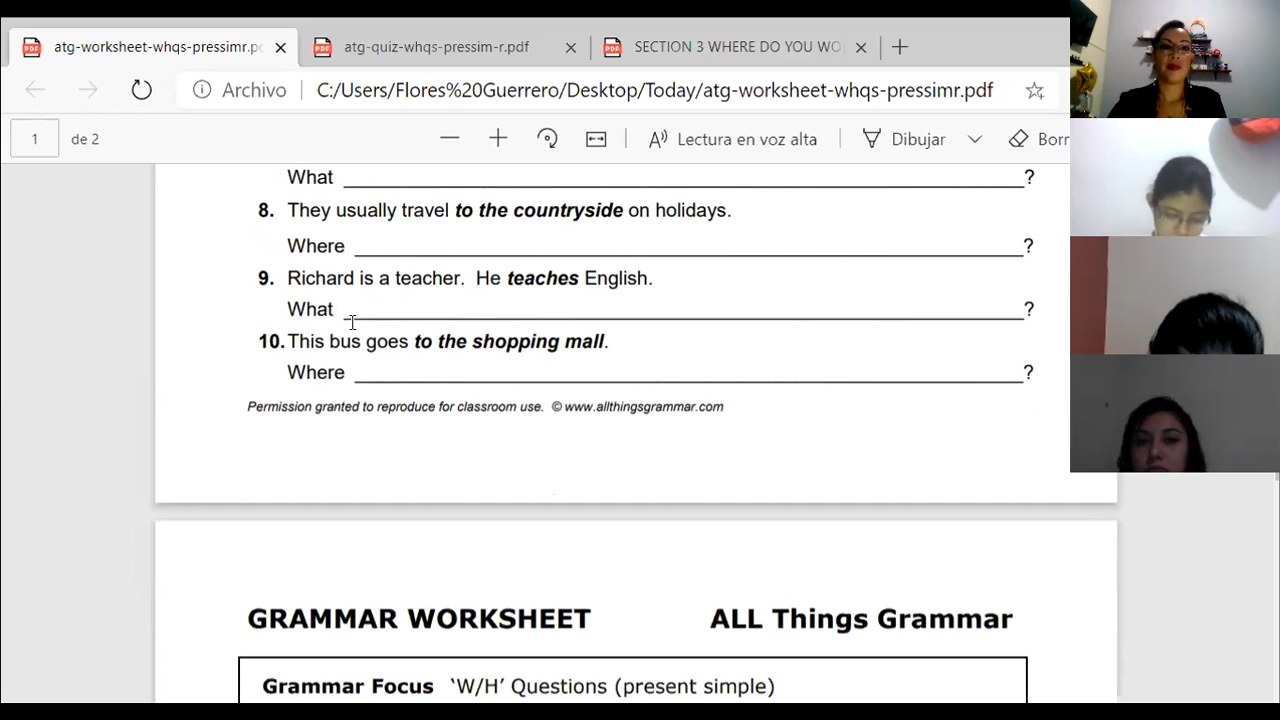 atg-worksheet-whqs-pressimr.pd
atg-quiz-whqs-pressimr.pdf
SECTION 3 WHERE DO YOU WO
Archivo
C:/Users/Flores%20Guerrero/Desktop/Today/atg-worksheet-whqs-pressimr.pdf
1 de 2
Lectura en voz alta
Dibujar
Borr
What ?
8. They usually travel to the countryside on holidays.
Where ?
9. Richard is a teacher. He teaches English.
What ?
10. This bus goes to the shopping mall.
Where ?
Permission granted to reproduce for classroom use. © www.allthingsgrammar.com
GRAMMAR WORKSHEET
ALL Things Grammar
Grammar Focus ‘W/H’ Questions (present simple)